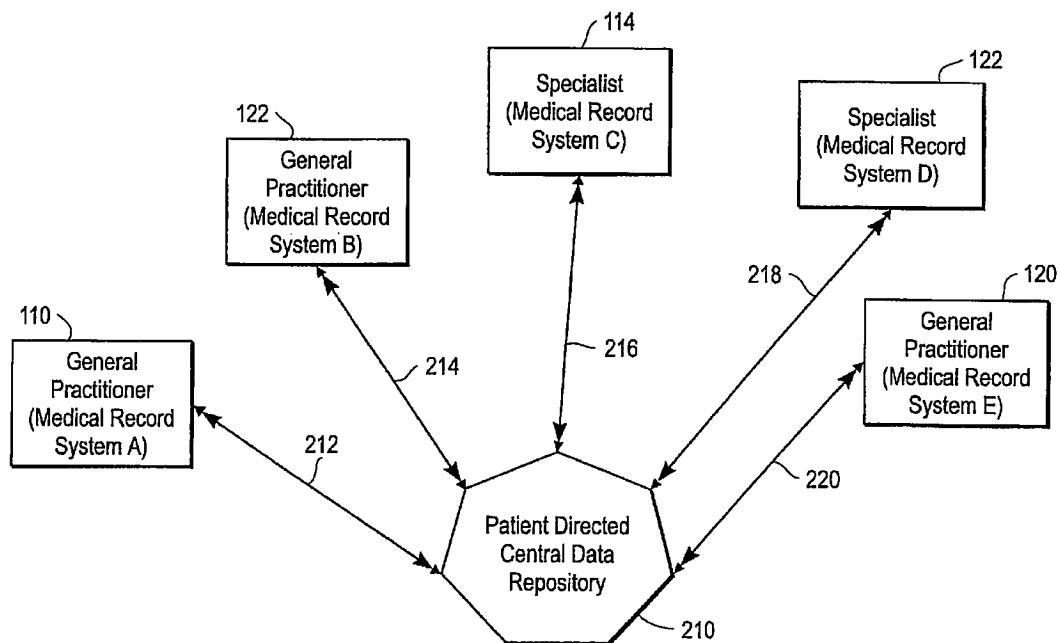 114
Specialist
(Medical Record
System C)
122
Specialist
(Medical Record
System D)
122
General
Practitioner
(Medical Record
System B)
110
General
Practitioner
(Medical Record
System A)
120
General
Practitioner
(Medical Record
System E)
212
214
216
218
220
Patient Directed
Central Data
Repository
210